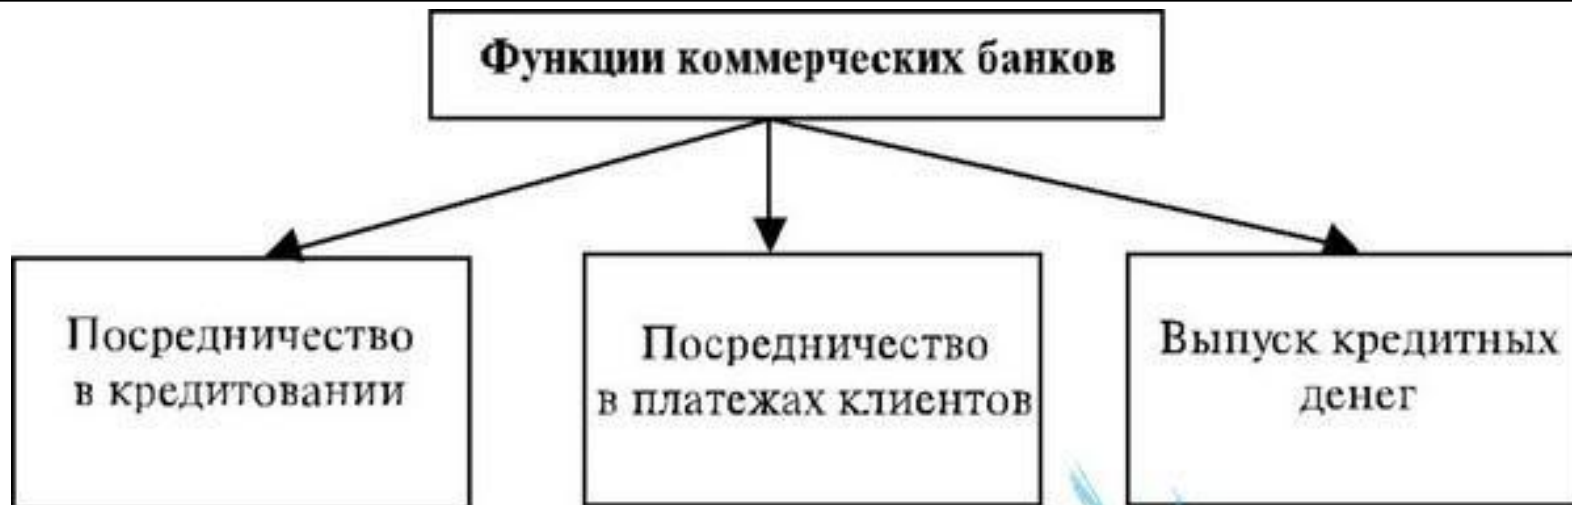 Функции коммерческих банков
Посредничество
в кредитовании
Посредничество
в платежах клиентов
Выпуск кредитных
денег